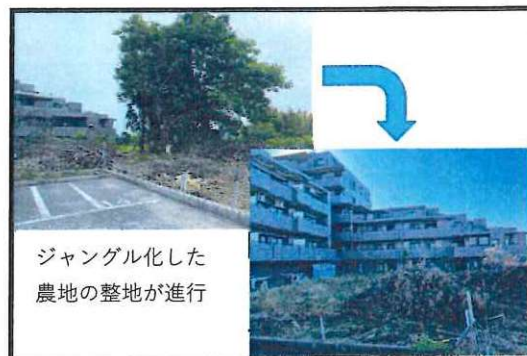 ジャングル化した
農地の整地が進行